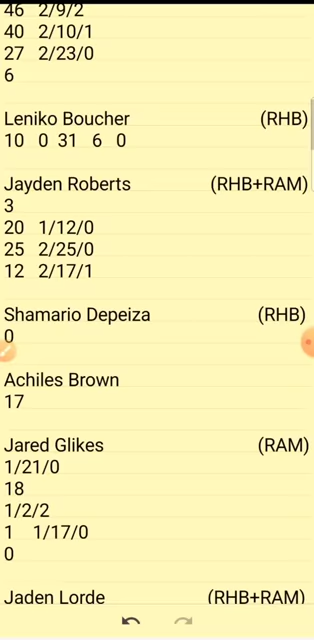 46 2/9/2
40 2/10/1
27 2/23/0
6
Leniko Boucher (RHB)
10 0 31 6 0
Jayden Roberts (RHB+RAM)
3
20 1/12/0
25 2/25/0
12 2/17/1
Shamario Depeiza (RHB)
0
Achiles Brown
17
Jared Glikes (RAM)
1/21/0
18
1/2/2
1 1/17/0
0
Jaden Lorde (RHB+RAM)